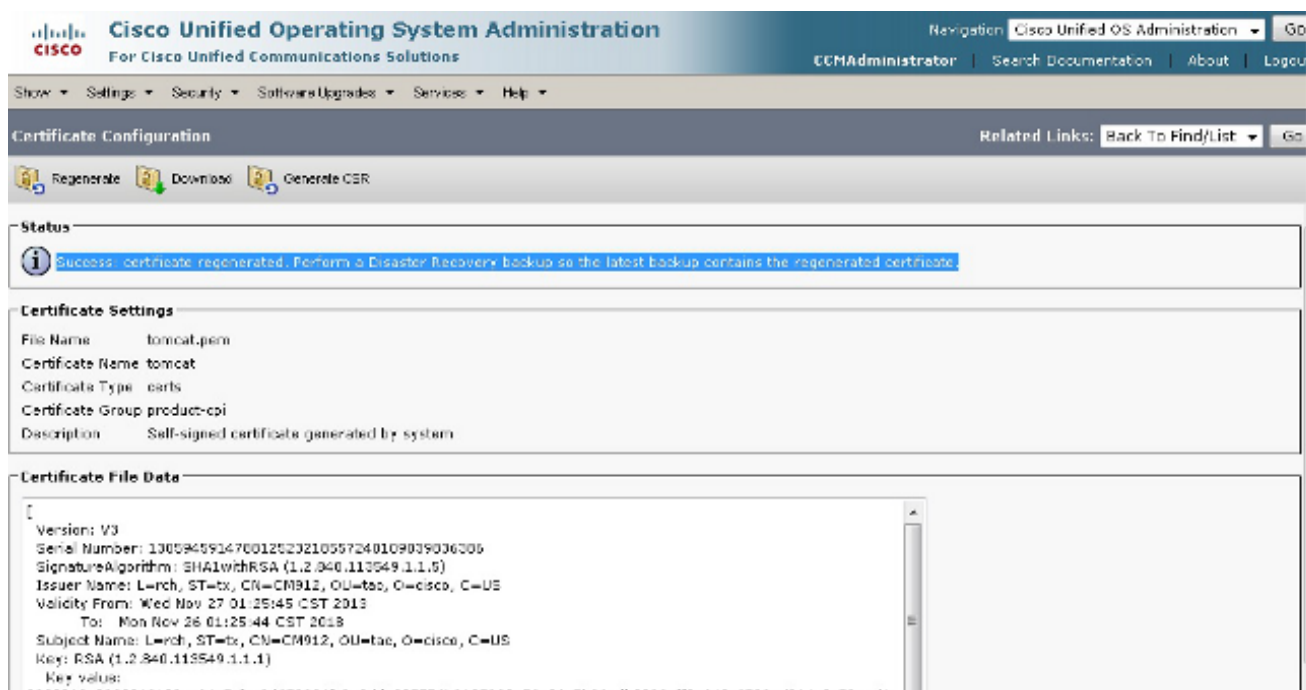 Cisco Unified Operating System Administration
CISCO
For Cisco Unified Communications Solutions
Navigation Cisco Unified OS Administration Go
CCMAdministrator | Search Documentation | About | Logou
Show Settings Security Software Upgrades Services Help
Certificate Configuration
Related Links: Back To Find/List Go
Regenerate Download Generate CSR
Status
Success: certificate regenerated. Perform a Disaster Recovery backup so the latest backup contains the regenerated certificate.
Certificate Settings
File Name tomcat.pem
Certificate Name tomcat
Certificate Type certs
Certificate Group product-cpi
Description Self-signed certificate generated by system
Certificate File Data
[
Version: V3
Serial Number:
SignatureAlgorithm: SHA1withRSA (1.2.840.113549.1.1.5)
Issuer Name: L=rch, ST=tx, CN=CM912, OU=tac, O=cisco, C=US
Validity From: Wed Nov 27 01:25:45 CST 2013
To: Mon Nov 26 01:25:44 CST 2018
Subject Name: L=rch, ST=tx, CN=CM912, OU=tac, O=cisco, C=US
Key: RSA (1.2.840.113549.1.1.1)
Key value: